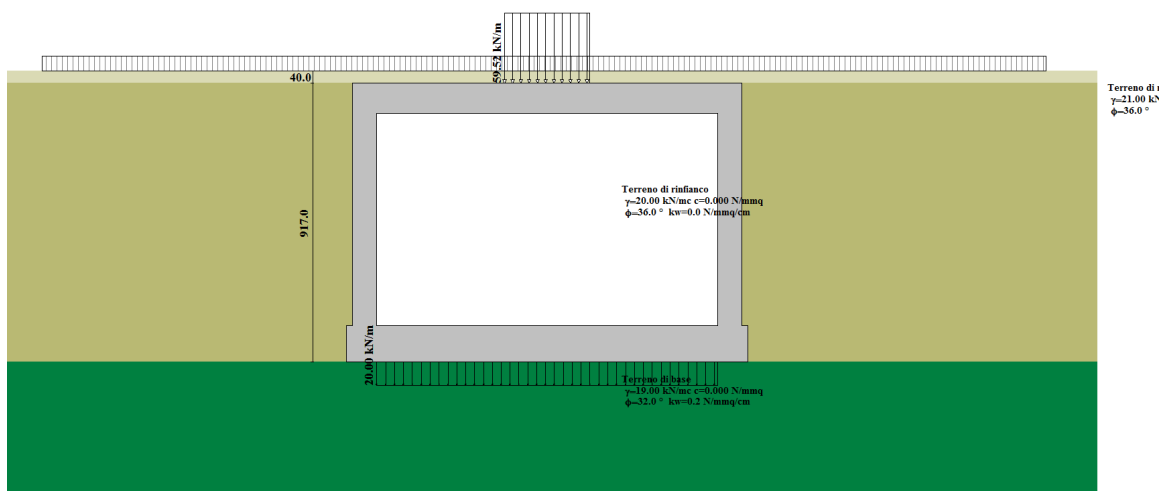 59.52 kN/m
40.0
Terreno di
γ=21.00
φ=36.0 °
Terreno di rinfianco
γ=20.00 kN/mc c=0.000 N/mmq
φ=36.0 ° kw=0.0 N/mmq/cm
917.0
20.00 kN/m
Terreno di base
γ=19.00 kN/mc c=0.000 N/mmq
φ=32.0 ° kw=0.2 N/mmq/cm